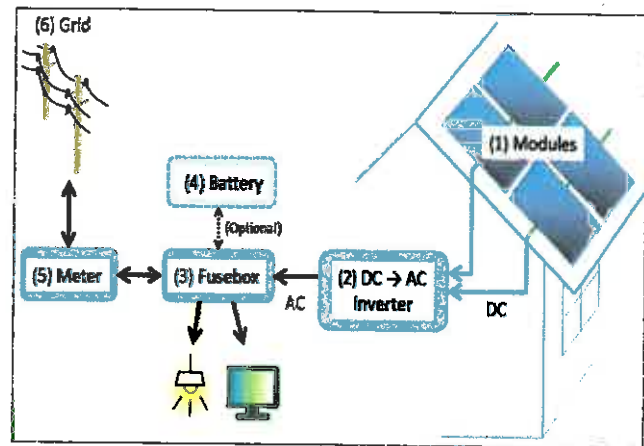 (6) Grid
(1) Modules
(4) Battery
(Optional)
(5) Meter
(3) Fusebox
AC
(2) DC → AC
Inverter
DC